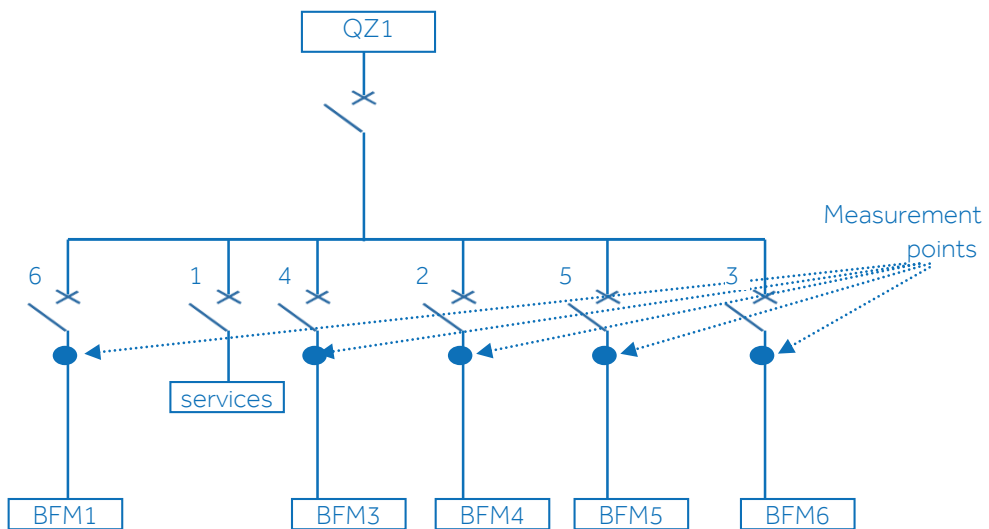 QZ1
Measurement
points
6
1
4
2
5
3
services
BFM1
BFM3
BFM4
BFM5
BFM6